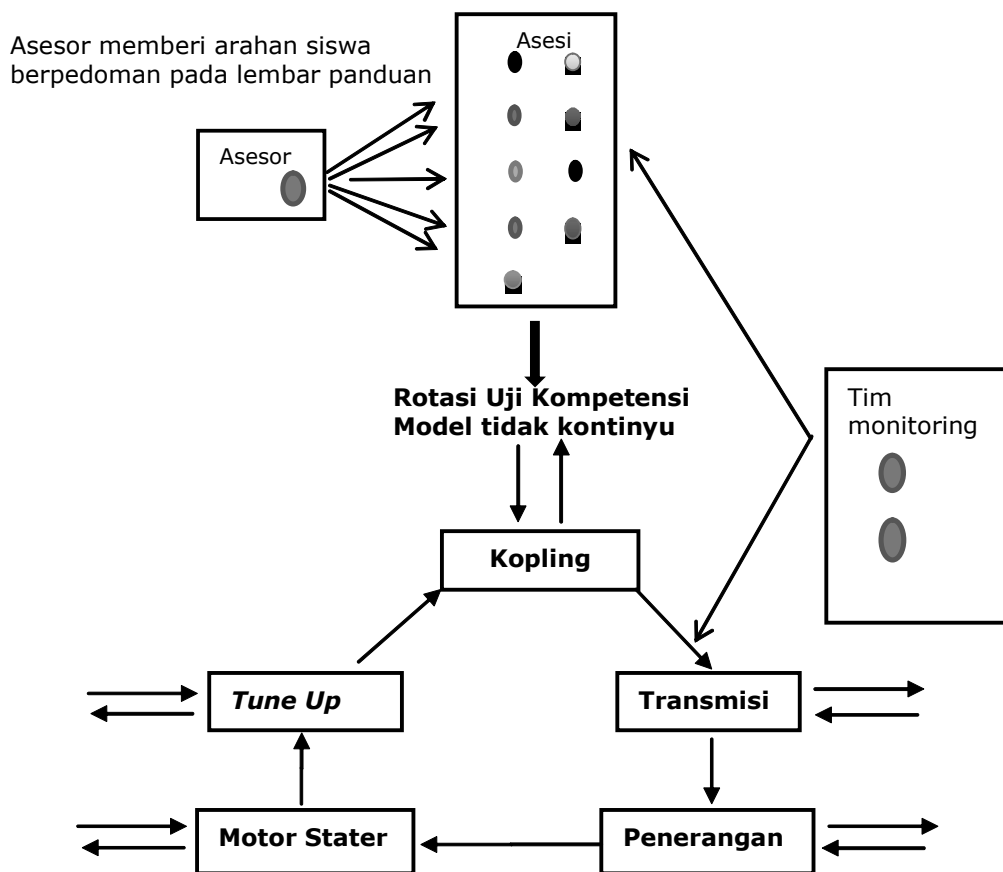 Asesor memberi arahan siswa
berpedoman pada lembar panduan
Asesi
Asesor
Rotasi Uji Kompetensi
Model tidak kontinyu
Tim
monitoring
Kopling
Tune Up
Transmisi
Motor Stater
Penerangan